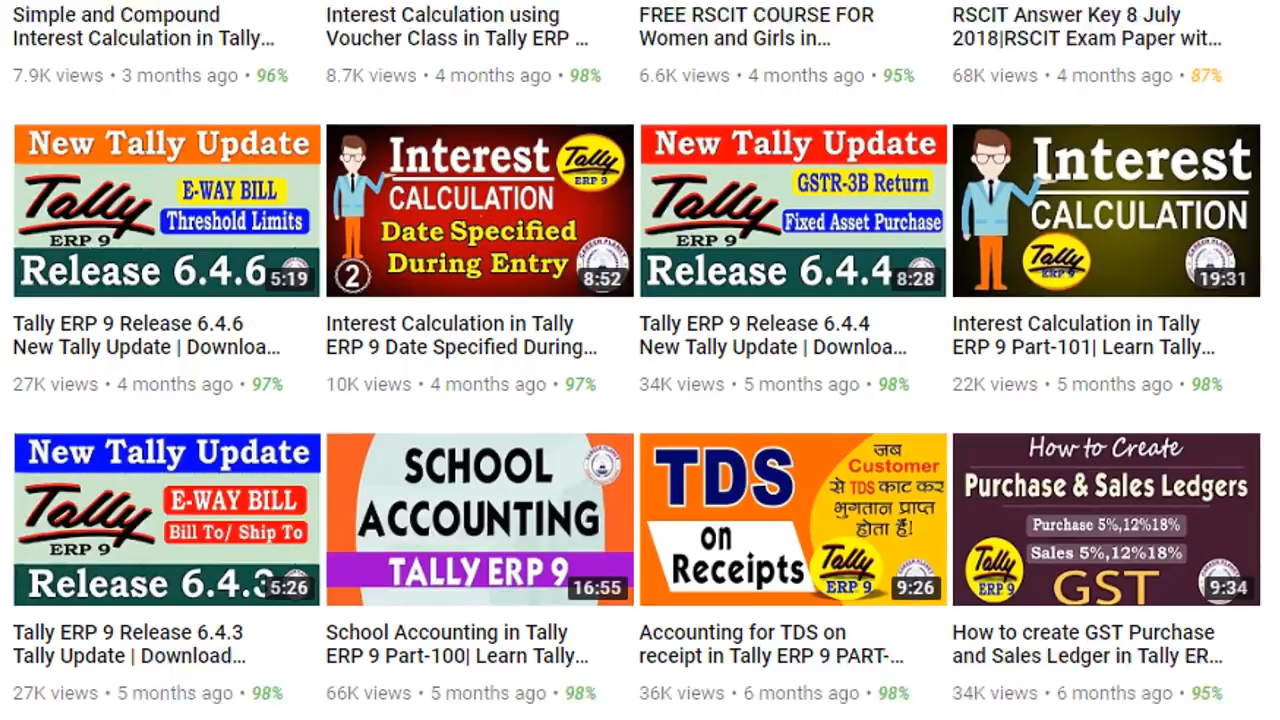 Simple and Compound
Interest Calculation in Tally...
7.9K views • 3 months ago • 96%
Interest Calculation using
Voucher Class in Tally ERP ...
8.7K views • 4 months ago • 98%
FREE RSCIT COURSE FOR
Women and Girls in...
6.6K views • 4 months ago • 95%
RSCIT Answer Key 8 July
2018|RSCIT Exam Paper wit...
68K views • 4 months ago • 87%
New Tally Update
Tally
ERP 9
E-WAY BILL
Threshold Limits
Release 6.4.6
5:19
Tally ERP 9 Release 6.4.6
New Tally Update | Downloa...
27K views • 4 months ago • 97%
Interest
CALCULATION
Tally
ERP 9
Date Specified
During Entry
2
8:52
Interest Calculation in Tally
ERP 9 Date Specified During...
10K views • 4 months ago • 97%
New Tally Update
Tally
ERP 9
GSTR-3B Return
Fixed Asset Purchase
Release 6.4.4
8:28
Tally ERP 9 Release 6.4.4
New Tally Update | Downloa...
34K views • 5 months ago • 98%
Interest
CALCULATION
Tally
ERP 9
19:31
Interest Calculation in Tally
ERP 9 Part-101| Learn Tally...
22K views • 5 months ago • 98%
New Tally Update
Tally
ERP 9
E-WAY BILL
Bill To/ Ship To
Release 6.4.3
5:26
Tally ERP 9 Release 6.4.3
Tally Update | Download...
27K views • 5 months ago • 98%
SCHOOL
ACCOUNTING
TALLY ERP 9
16:55
School Accounting in Tally
ERP 9 Part-100| Learn Tally...
66K views • 5 months ago • 98%
TDS
on
Receipts
जब
Customer
से TDS काट कर
भुगतान प्राप्त
होता हैं!
Tally
ERP 9
9:26
Accounting for TDS on
receipt in Tally ERP 9 PART-...
36K views • 6 months ago • 98%
How to Create
Purchase & Sales Ledgers
Purchase 5%,12%18%
Sales 5%,12%18%
Tally
ERP 9
GST
9:34
How to create GST Purchase
and Sales Ledger in Tally ER...
34K views • 6 months ago • 95%